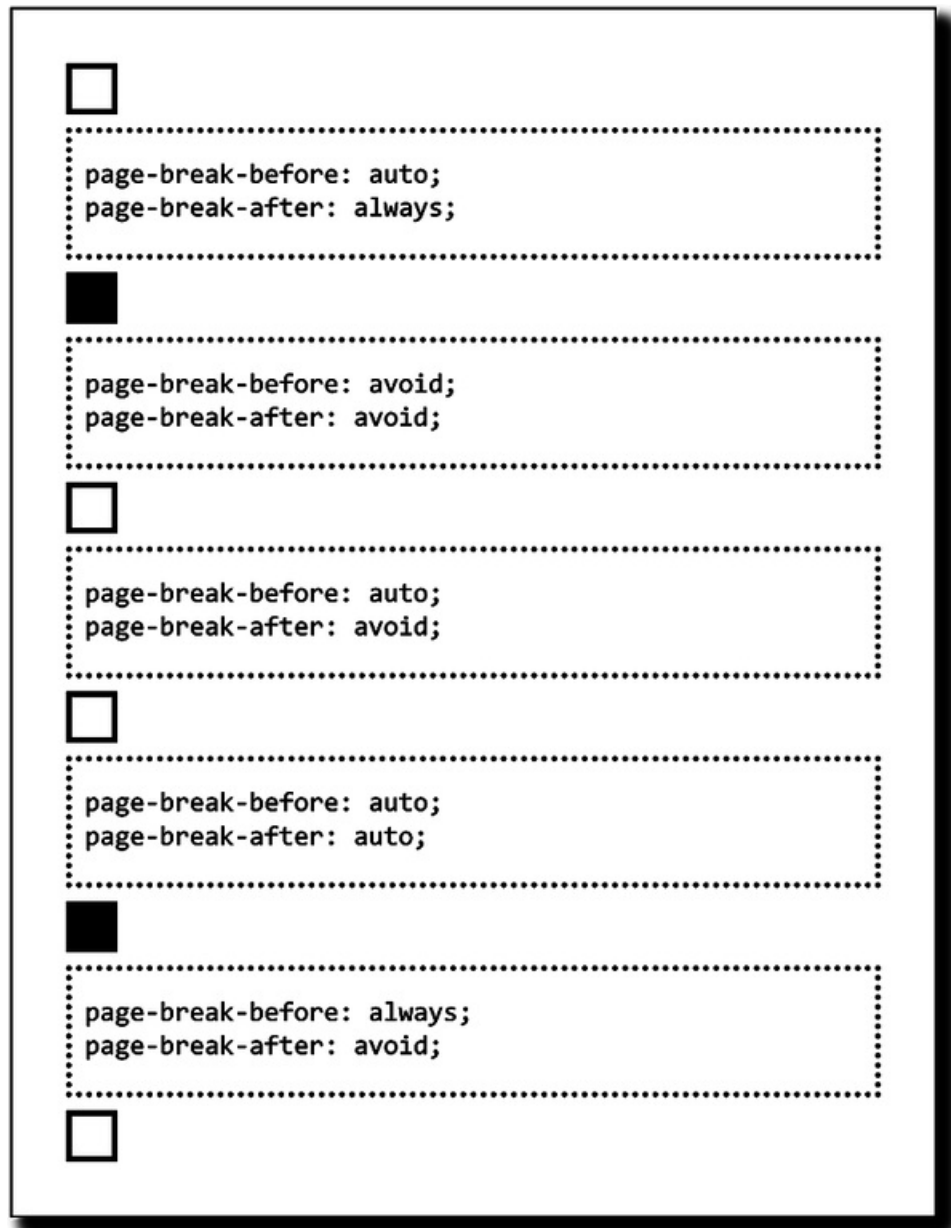 page-break-before: auto;
page-break-after: always;
page-break-before: avoid;
page-break-after: avoid;
page-break-before: auto;
page-break-after: avoid;
page-break-before: auto;
page-break-after: auto;
page-break-before: always;
page-break-after: avoid;